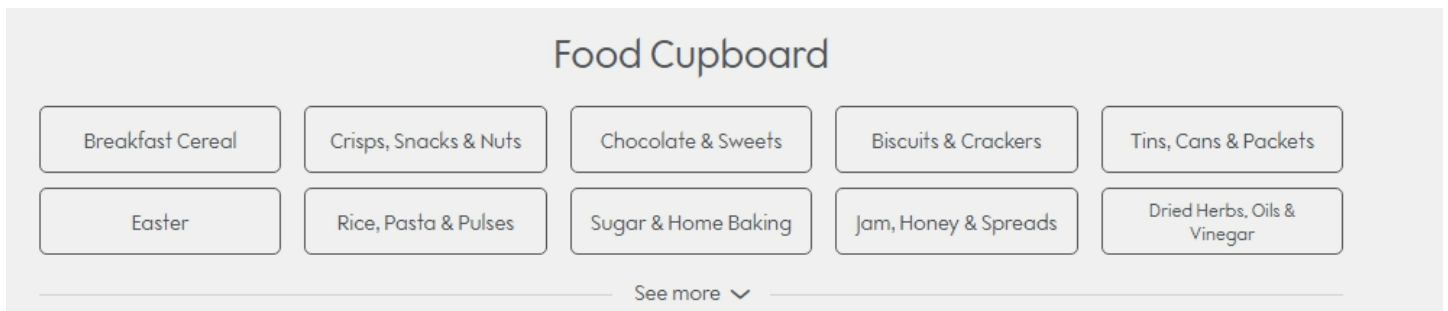 Food Cupboard
Breakfast Cereal
Crisps, Snacks & Nuts
Chocolate & Sweets
Biscuits & Crackers
Tins, Cans & Packets
Easter
Rice, Pasta & Pulses
Sugar & Home Baking
Jam, Honey & Spreads
Dried Herbs, Oils &
Vinegar
See more